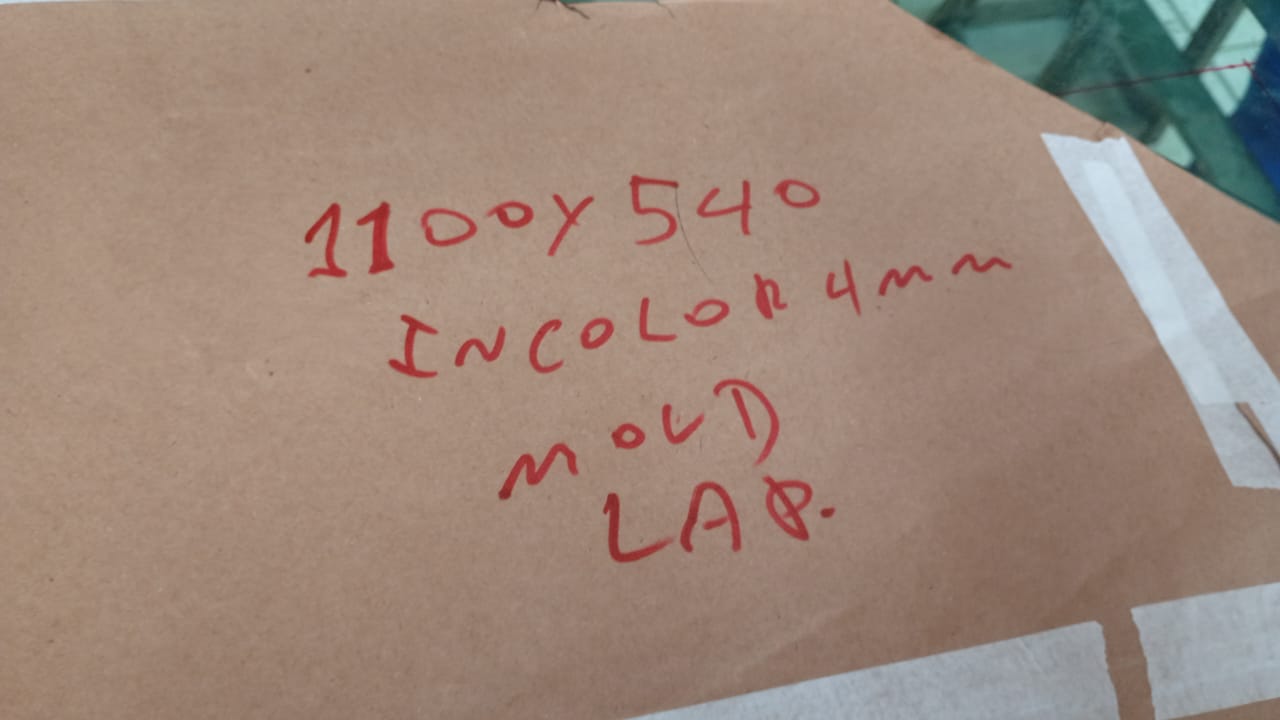 1100X540
INCOLOR 4mm
MOLD
LAP.